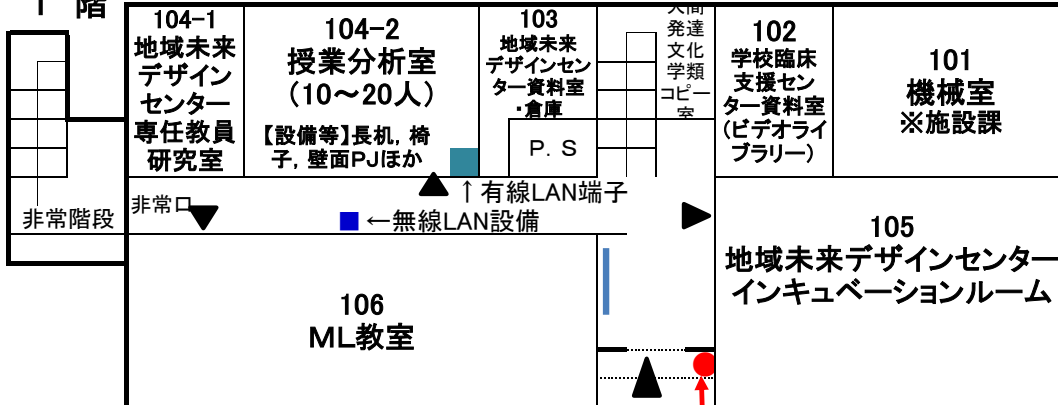 1 階
104-1
地域未来
デザイン
センター
専任教員
研究室
104-2
授業分析室
（10～20人）
【設備等】長机，椅
子，壁面PJほか
103
地域未来
デザインセン
ター資料室
・倉庫
P．S
人間
発達
文化
学類
コピー
室
102
学校臨床
支援セン
ター資料室
（ビデオライ
ブラリー）
101
機械室
※施設課
非常階段
非常口
↑有線LAN端子
←無線LAN設備
105
地域未来デザインセンター
インキュベーションルーム
106
ML教室